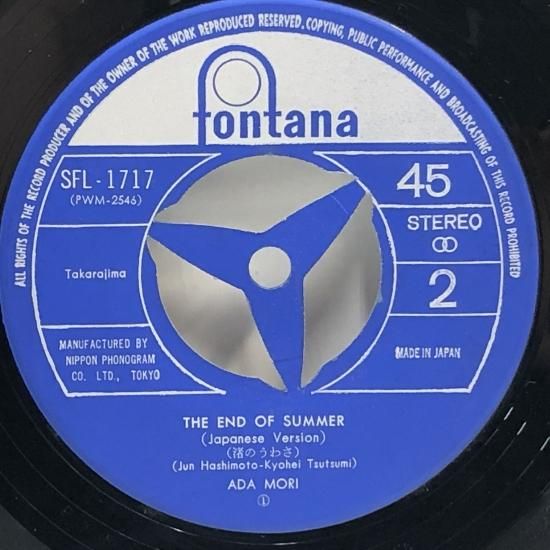 ALL RIGHTS OF THE RECORD PRODUCER AND OF THE OWNER OF THE WORK REPRODUCED RESERVED. COPYING, PUBLIC PERFORMANCE AND BROADCASTING OF THIS RECORD PROHIBITED
fontana
SFL-1717
(PWM-2546)
Takarajima
MANUFACTURED BY
NIPPON PHONOGRAM
CO. LTD., TOKYO
45
STEREO
2
MADE IN JAPAN
THE END OF SUMMER
(Japanese Version)
(渚のうわさ)
(Jun Hashimoto-Kyohei Tsutsumi)
ADA MORI
①